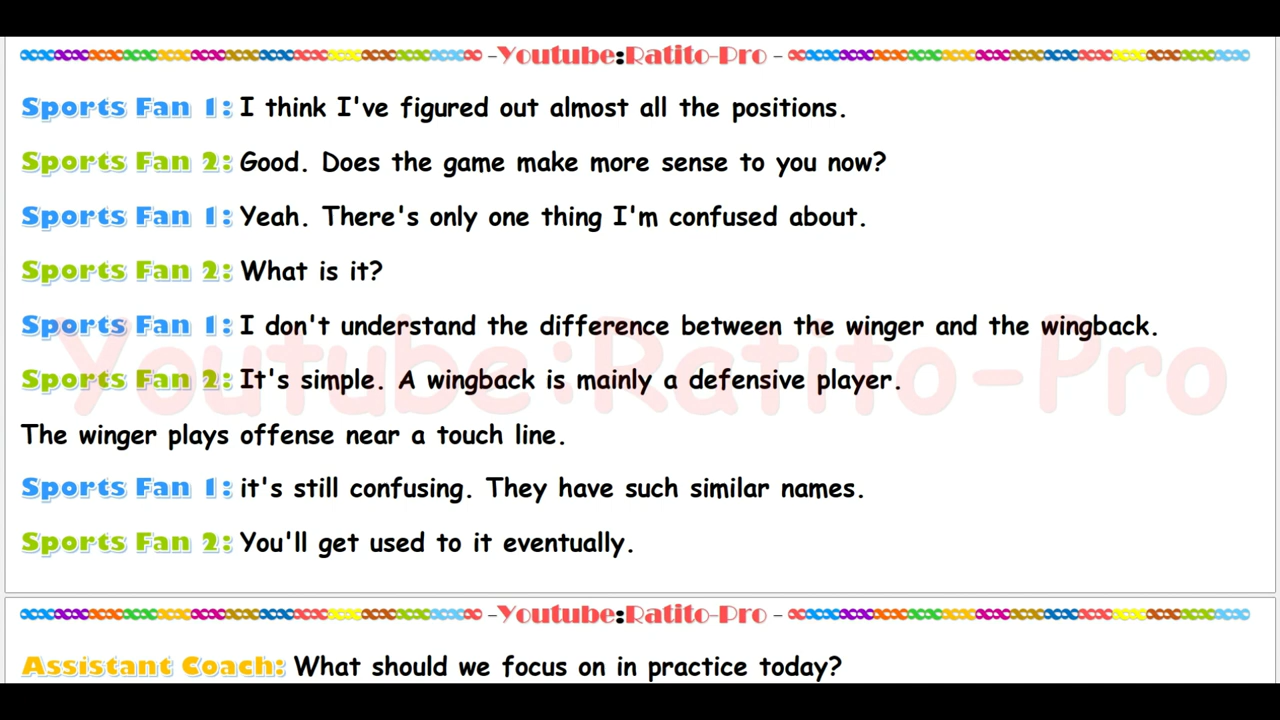 -Youtube:Ratito-Pro -
Sports Fan 1: I think I've figured out almost all the positions.
Sports Fan 2: Good. Does the game make more sense to you now?
Sports Fan 1: Yeah. There's only one thing I'm confused about.
Sports Fan 2: What is it?
Sports Fan 1: I don't understand the difference between the winger and the wingback.
Youtube:Ratito-Pro
Sports Fan 2: It's simple. A wingback is mainly a defensive player.
The winger plays offense near a touch line.
Sports Fan 1: it's still confusing. They have such similar names.
Sports Fan 2: You'll get used to it eventually.
-Youtube:Ratito-Pro -
Assistant Coach: What should we focus on in practice today?